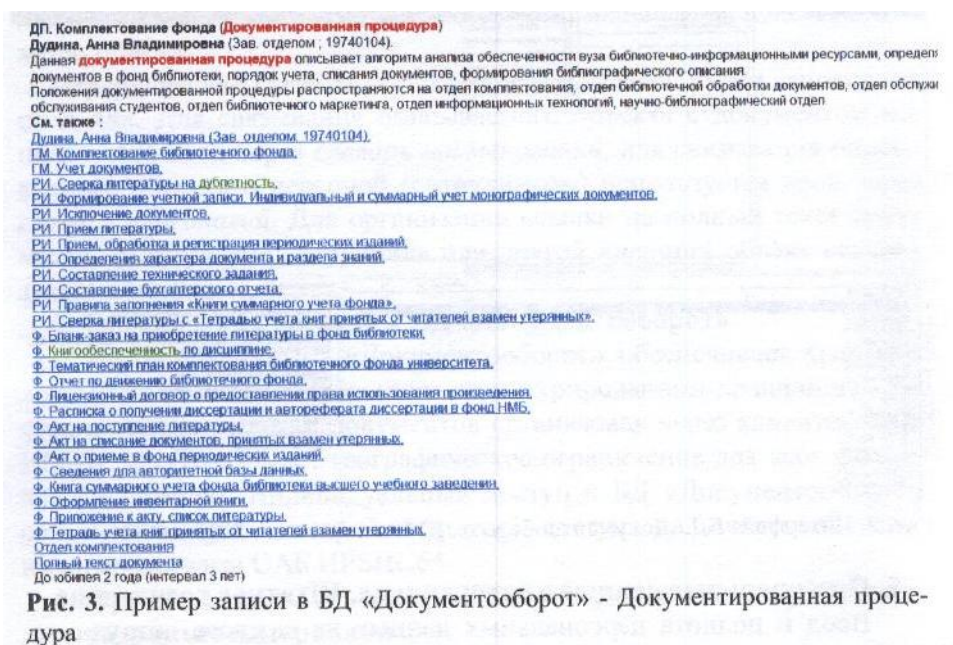 ДП. Комплектование фонда (Документированная процедура)
Дудина, Анна Владимировна (Зав. отделом ; 19740104).
Данная документированная процедура описывает алгоритм анализа обеспеченности вуза библиотечно-информационными ресурсами,
документов в фонд библиотеки, порядок учета, списания документов, формирования библиографического описания.
Положения документированной процедуры распространяются на отдел комплектования, отдел библиотечной обработки документов, отдел
обслуживания студентов, отдел библиотечного маркетинга, отдел информационных технологий, научно-библиографический отдел
См. также :
Дудина, Анна Владимировна (Зав. отделом, 19740104),
ГМ. Комплектование библиотечного фонда,
ГМ. Учет документов,
РИ. Сверка литературы на дублетность,
РИ. Формирование учетной записи. Индивидуальный и суммарный учет монографических документов,
РИ. Исключение документов,
РИ. Прием литературы,
РИ. Прием, обработка и регистрация периодических изданий,
РИ. Определения характера документа и раздела знаний,
РИ. Составление технического задания,
РИ. Составление бухгалтерского отчета,
РИ. Правила заполнения «Книги суммарного учета фонда»,
РИ. Сверка литературы с «Тетрадью учета книг принятых от читателей взамен утерянных»,
Ф. Бланк-заказ на приобретение литературы в фонд библиотеки,
Ф. Книгообеспеченность по дисциплине,
Ф. Тематический план комплектования библиотечного фонда университета,
Ф. Отчет по движению библиотечного фонда,
Ф. Лицензионный договор о предоставлении права использования произведения,
Ф. Расписка о получении диссертации и автореферата диссертации в фонд НМБ,
Ф. Акт на поступление литературы,
Ф. Акт на списание документов, принятых взамен утерянных,
Ф. Акт о приеме в фонд периодических изданий,
Ф. Сведения для авторитетной базы данных,
Ф. Книга суммарного учета фонда библиотеки высшего учебного заведения,
Ф. Оформление инвентарной книги,
Ф. Приложение к акту, список литературы,
Ф. Тетрадь учета книг принятых от читателей взамен утерянных
Отдел комплектования
Полный текст документа
До юбилея 2 года (интервал 3 лет)
Рис. 3. Пример записи в БД «Документооборот» - Документированная проце-
дура